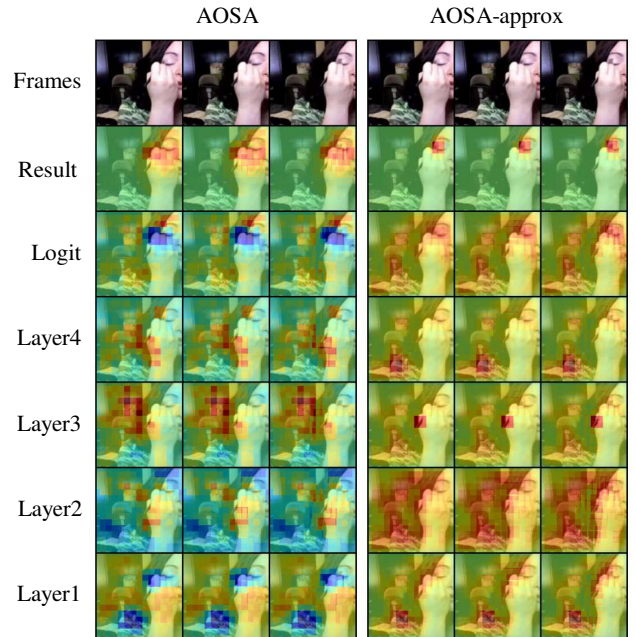 AOSA AOSA-approx
Frames
Result
Logit
Layer4
Layer3
Layer2
Layer1